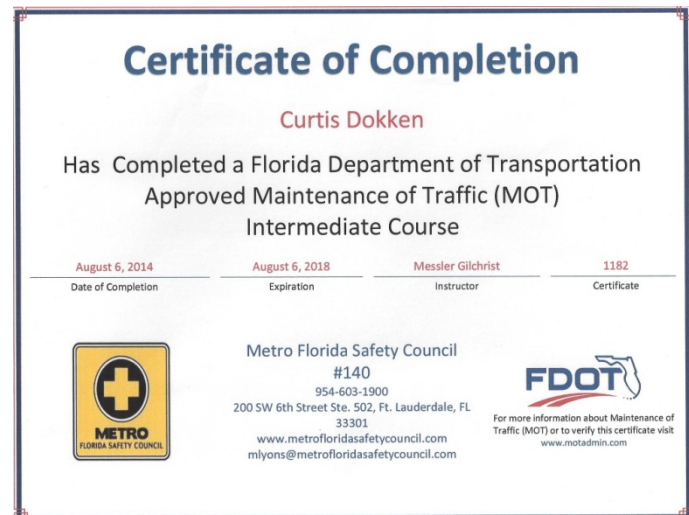 Certificate of Completion
Curtis Dokken
Has Completed a Florida Department of Transportation
Approved Maintenance of Traffic (MOT)
Intermediate Course
August 6, 2014 August 6, 2018 Messler Gilchrist 1182
Date of Completion Expiration Instructor Certificate
METRO
FLORIDA SAFETY COUNCIL
Metro Florida Safety Council
#140
954-603-1900
200 SW 6th Street Ste. 502, Ft. Lauderdale, FL
33301
www.metrofloridasafetycouncil.com
mlyons@metrofloridasafetycouncil.com
FDOT
For more information about Maintenance of
Traffic (MOT) or to verify this certificate visit
www.motadmin.com